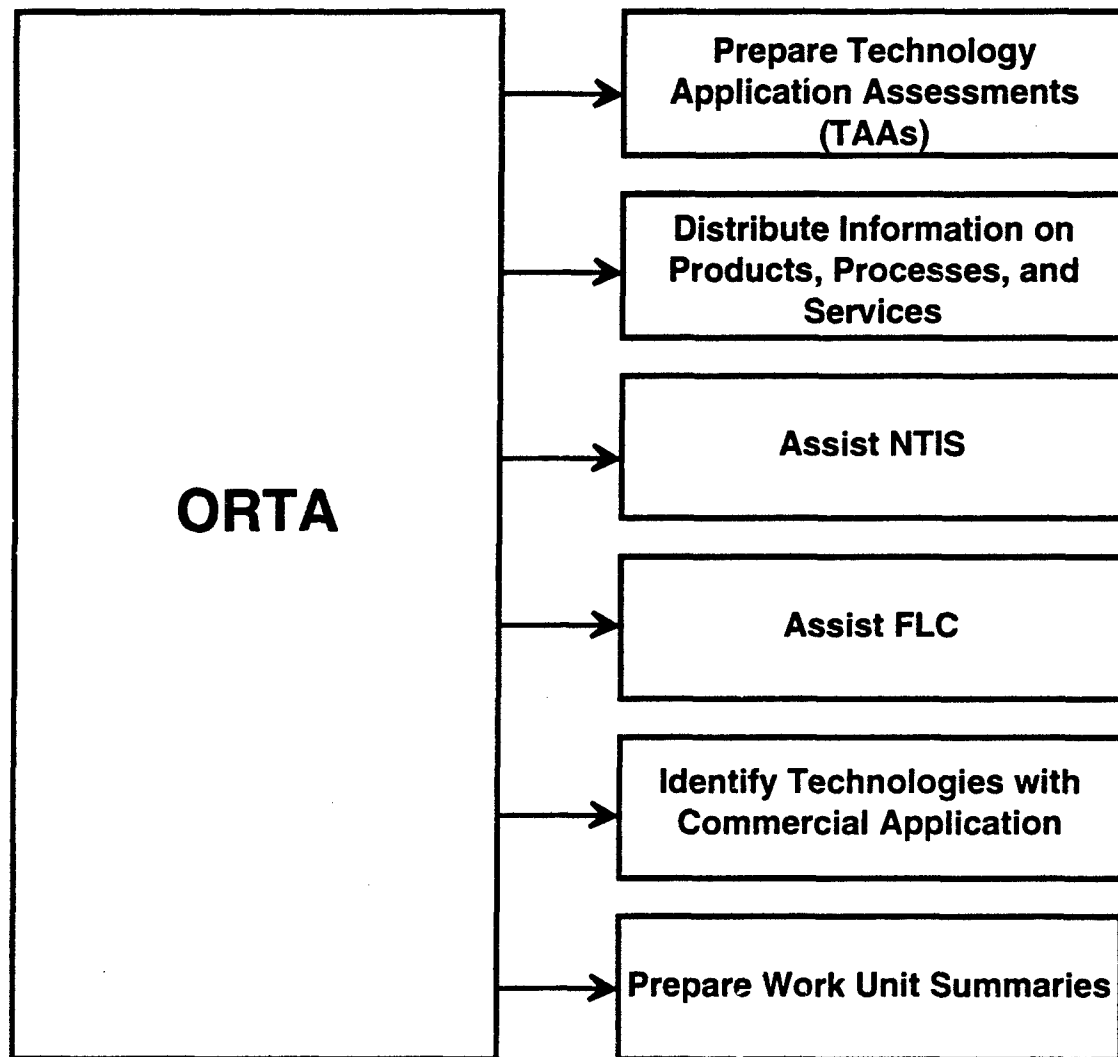 ORTA
Prepare Technology
Application Assessments
(TAAs)
Distribute Information on
Products, Processes, and
Services
Assist NTIS
Assist FLC
Identify Technologies with
Commercial Application
Prepare Work Unit Summaries